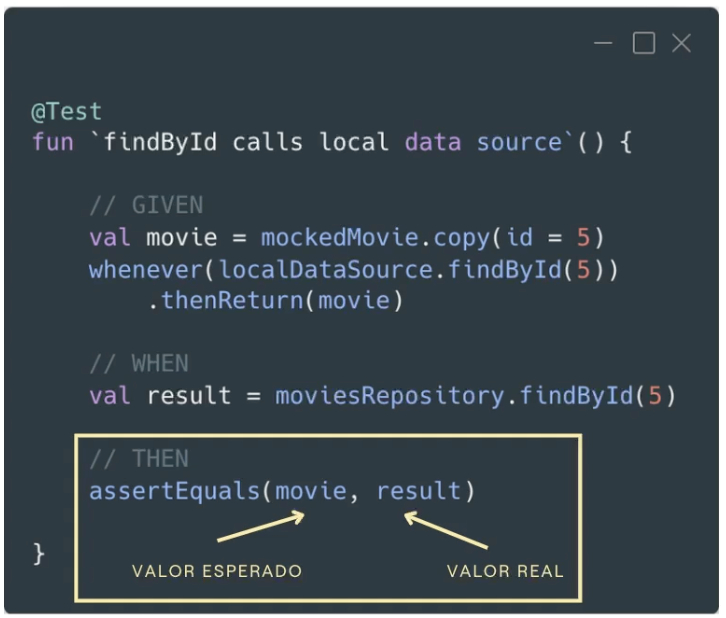 @Test
fun `findById calls local data source`() {
// GIVEN
val movie = mockedMovie.copy(id = 5)
whenever(localDataSource.findById(5))
.thenReturn(movie)
// WHEN
val result = moviesRepository.findById(5)
// THEN
assertEquals(movie, result)
}
VALOR ESPERADO
VALOR REAL